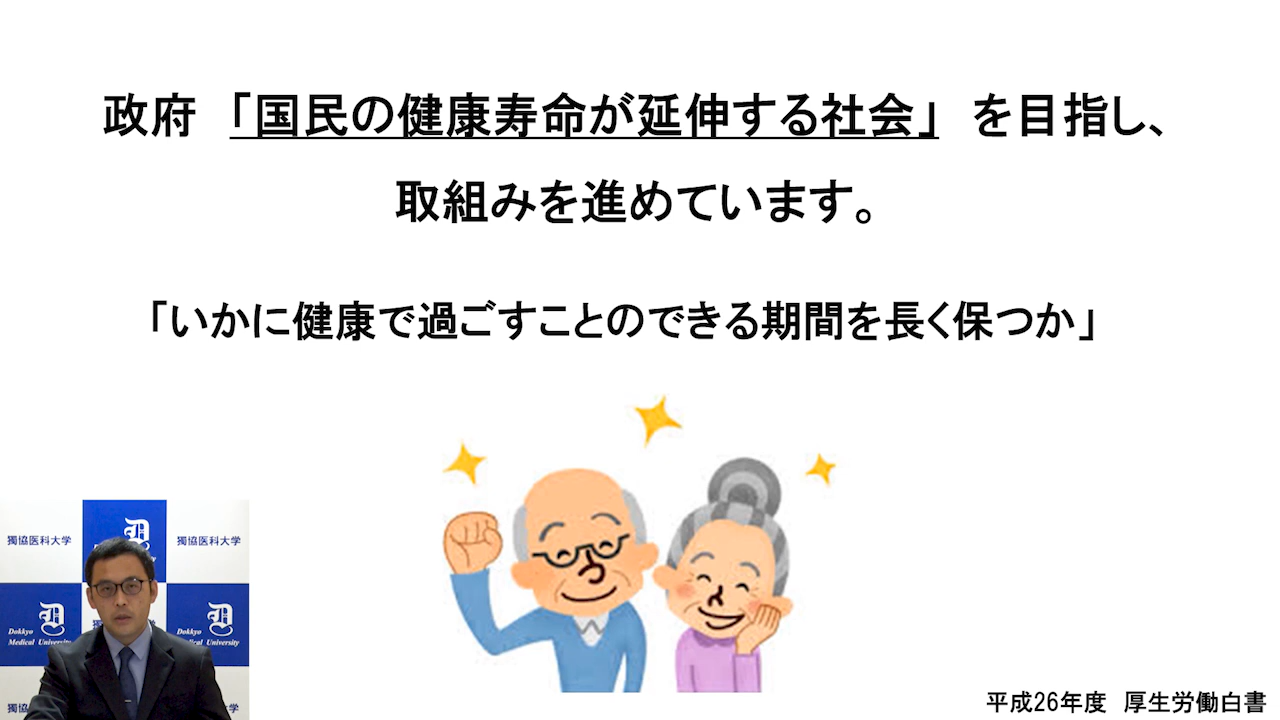 政府 「国民の健康寿命が延伸する社会」 を目指し、
取組みを進めています。
「いかに健康で過ごすことのできる期間を長く保つか」
獨協医科大学
獨協医科大学
Dokkyo
Medical University
Dokkyo
Medical University
平成26年度 厚生労働白書